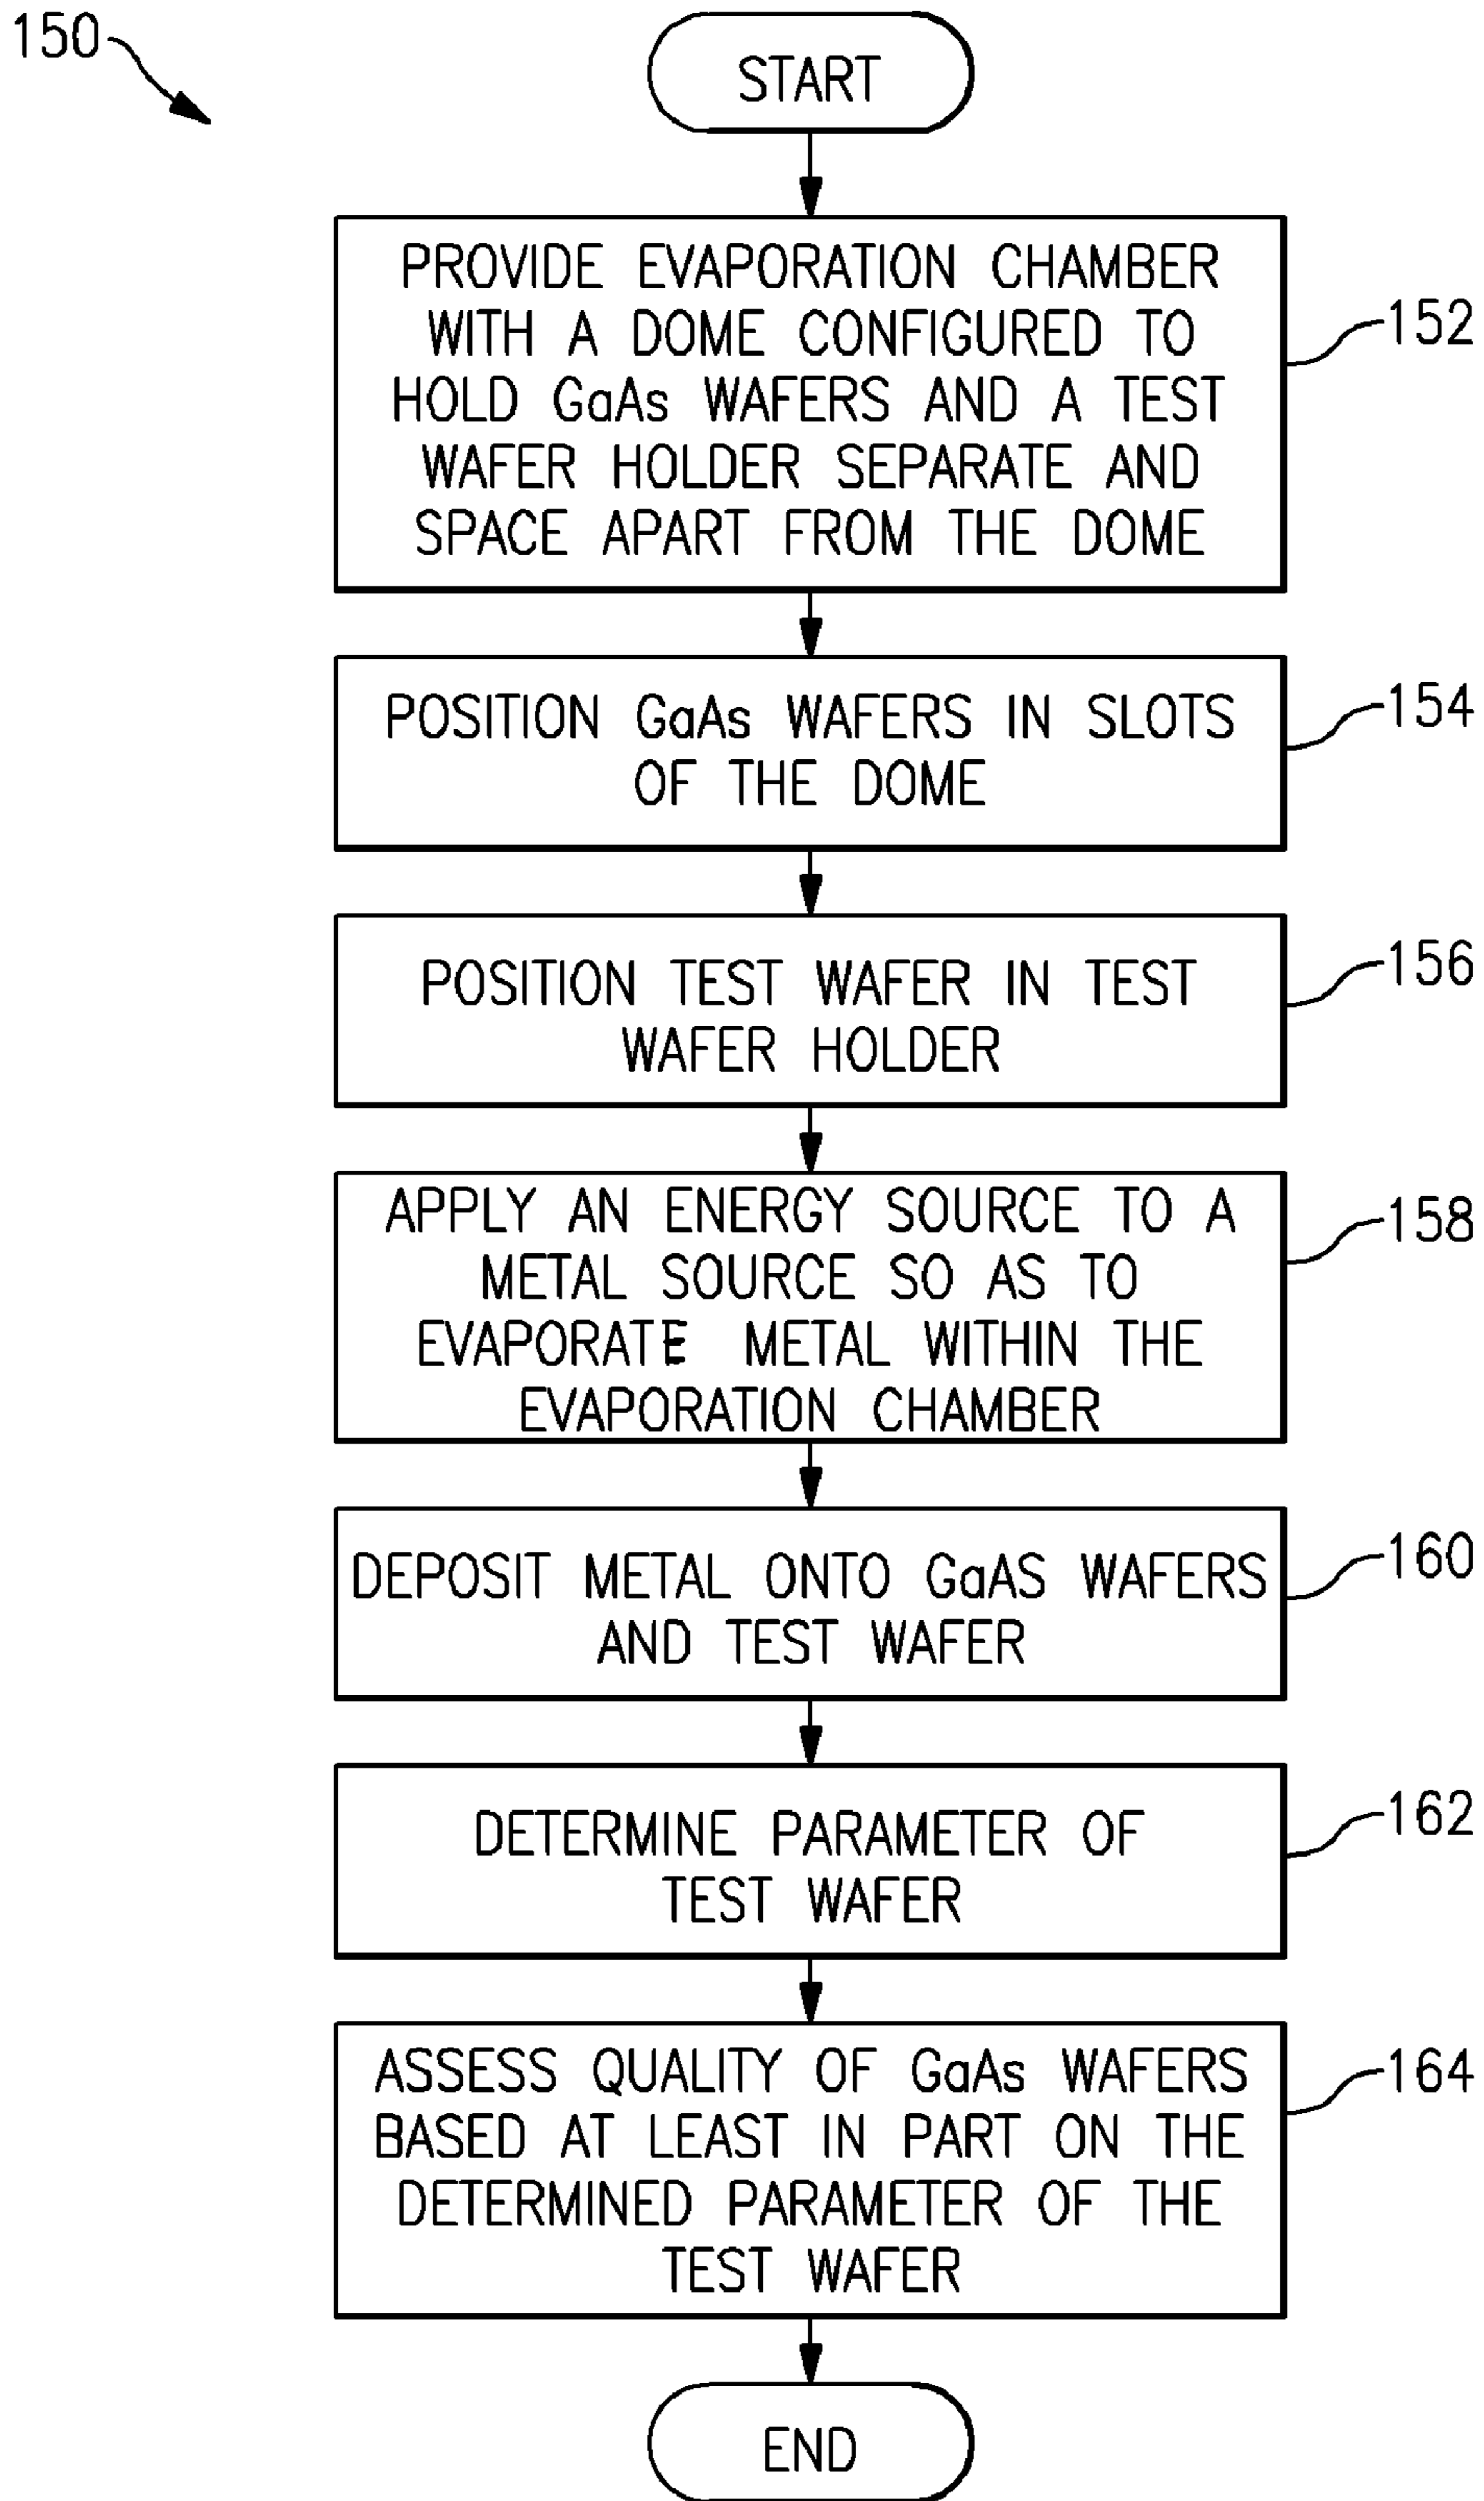 150
START
PROVIDE EVAPORATION CHAMBER
WITH A DOME CONFIGURED TO
HOLD GaAs WAFERS AND A TEST
WAFER HOLDER SEPARATE AND
SPACE APART FROM THE DOME
152
POSITION GaAs WAFERS IN SLOTS
OF THE DOME
154
POSITION TEST WAFER IN TEST
WAFER HOLDER
156
APPLY AN ENERGY SOURCE TO A
METAL SOURCE SO AS TO
EVAPORATE METAL WITHIN THE
EVAPORATION CHAMBER
158
DEPOSIT METAL ONTO GaAS WAFERS
AND TEST WAFER
160
DETERMINE PARAMETER OF
TEST WAFER
162
ASSESS QUALITY OF GaAs WAFERS
BASED AT LEAST IN PART ON THE
DETERMINED PARAMETER OF THE
TEST WAFER
164
END